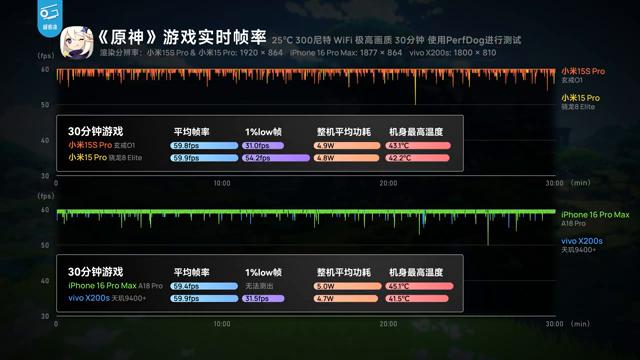 《原神》游戏实时帧率 25°C 300尼特 WiFi 极高画质 30分钟 使用PerfDog进行测试
渲染分辨率：小米15S Pro & 小米 15 Pro: 1920 × 864 iPhone 16 Pro Max: 1877 × 864 vivo X200s: 1800 × 810
(fps)
60
50
40
30
小米15S Pro
玄戒O1
小米15 Pro
骁龙8 Elite
30分钟游戏 平均帧率 1%low帧 整机平均功耗 机身最高温度
小米15S Pro 玄戒O1 59.8fps 31.0fps 4.9W 43.1°C
小米15 Pro 骁龙8 Elite 59.9fps 54.2fps 4.8W 42.2°C
0 10:00 20:00 30:00 (min)
(fps)
60
50
40
30
iPhone 16 Pro Max
A18 Pro
vivo X200s
天玑9400+
30分钟游戏 平均帧率 1%low帧 整机平均功耗 机身最高温度
iPhone 16 Pro Max A18 Pro 59.4fps 无法测出 5.0W 45.1°C
vivo X200s 天玑9400+ 59.9fps 31.5fps 4.7W 41.5°C
0 10:00 20:00 30:00 (min)